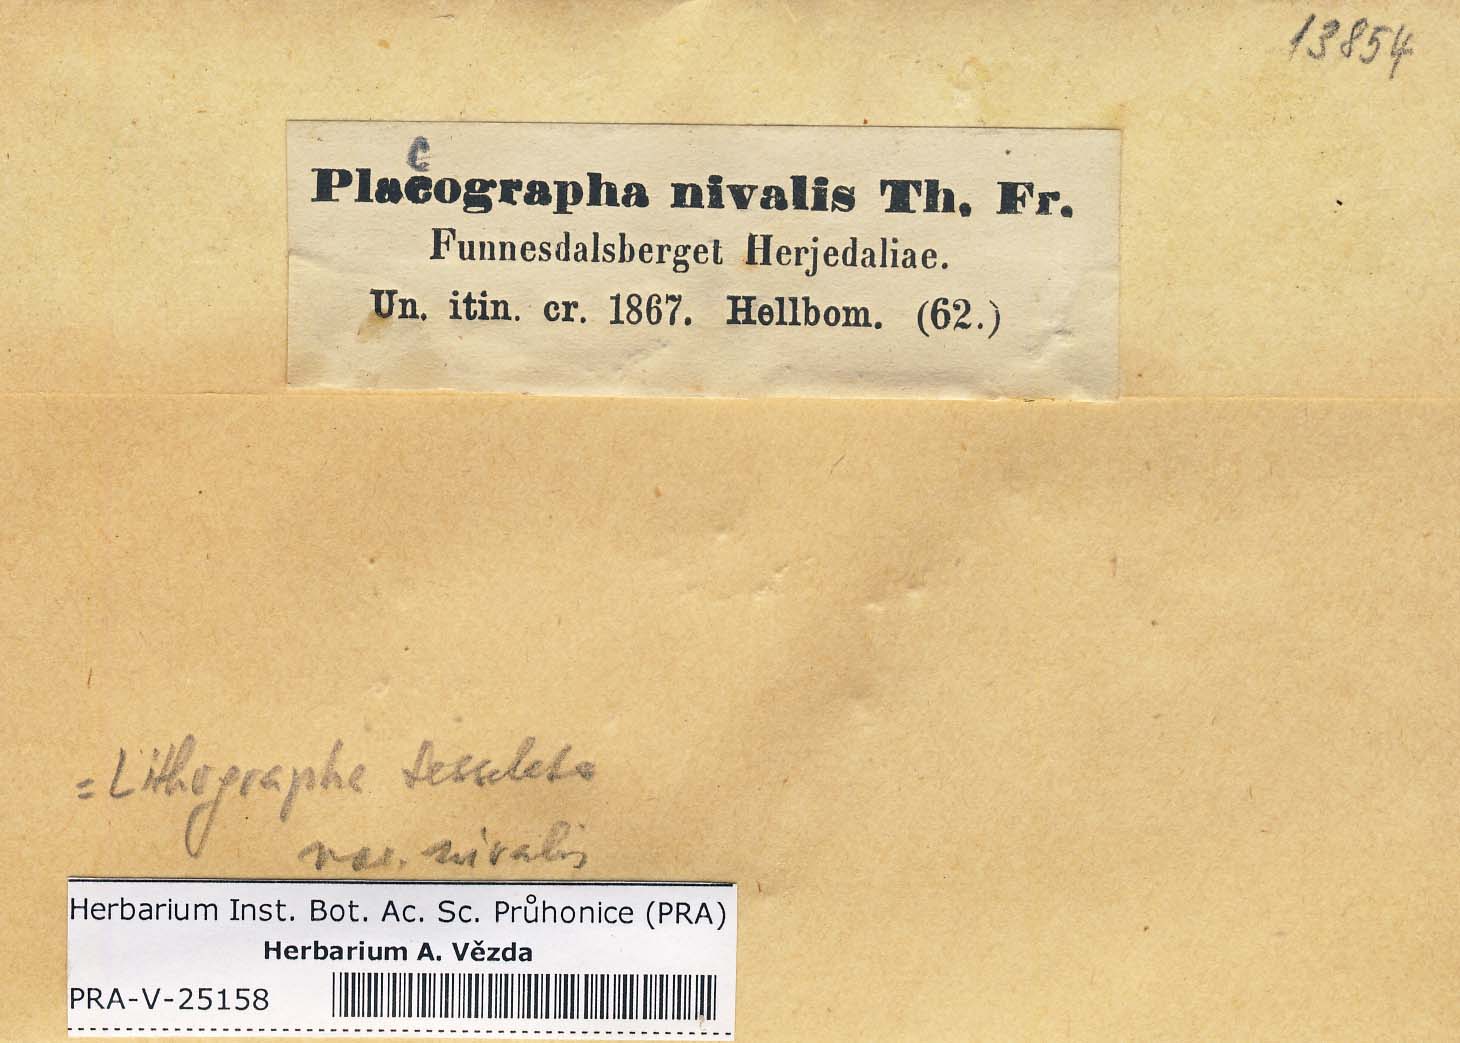 13854
c
Placographa nivalis Th. Fr.
Funnesdalsberget Herjedaliae.
Un. itin. cr. 1867. Hellbom. (62.)
= Lithographa tesselata
var. nivalis
Herbarium Inst. Bot. Ac. Sc. Průhonice (PRA)
Herbarium A. Vězda
PRA-V-25158